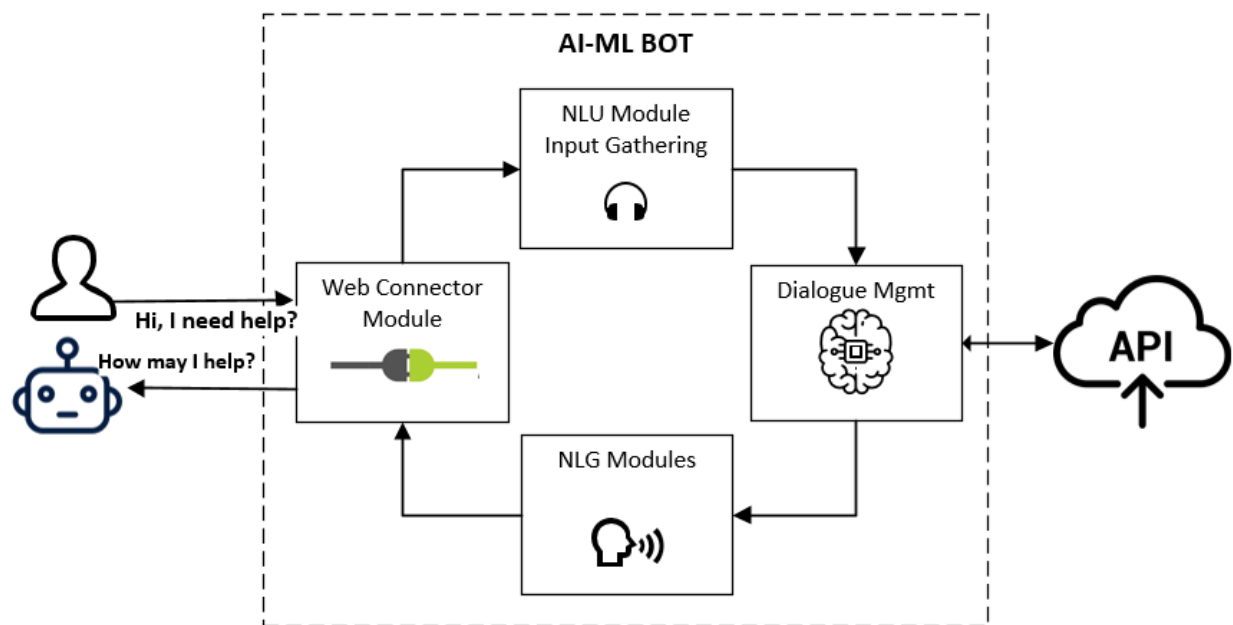 AI-ML BOT
NLU Module
Input Gathering
Web Connector
Module
Hi, I need help?
How may I help?
Dialogue Mgmt
API
NLG Modules